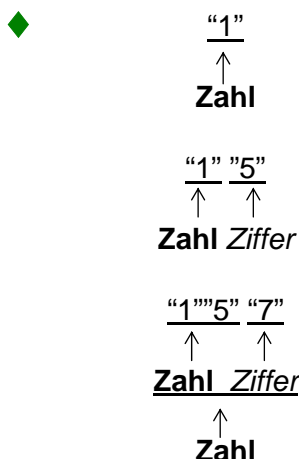 “1”
Zahl
“1” ”5”
Zahl Ziffer
“1””5” “7”
Zahl Ziffer
Zahl